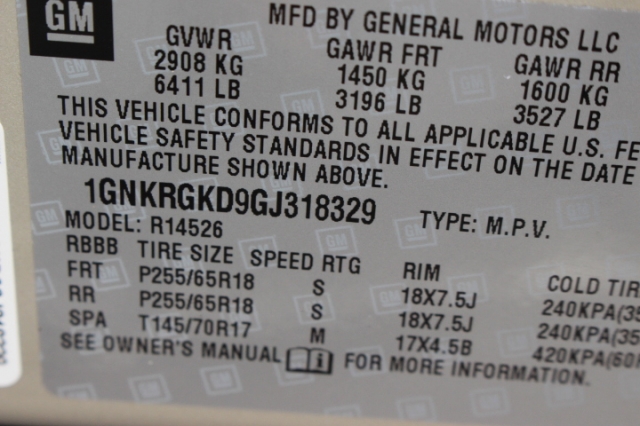 GM
MFD BY GENERAL MOTORS LLC
GVWR GAWR FRT GAWR RR
2908 KG 1450 KG 1600 KG
6411 LB 3196 LB 3527 LB
THIS VEHICLE CONFORMS TO ALL APPLICABLE U.S. FE
VEHICLE SAFETY STANDARDS IN EFFECT ON THE DATE
MANUFACTURE SHOWN ABOVE.
1GNKRGKD9GJ318329 TYPE: M.P.V.
MODEL: R14526
RBBB TIRE SIZE SPEED RTG RIM COLD TIR
FRT P255/65R18 S 18X7.5J 240KPA(35
RR P255/65R18 S 18X7.5J 240KPA(35
SPA T145/70R17 M 17X4.5B 420KPA(60
SEE OWNER'S MANUAL i FOR MORE INFORMATION.